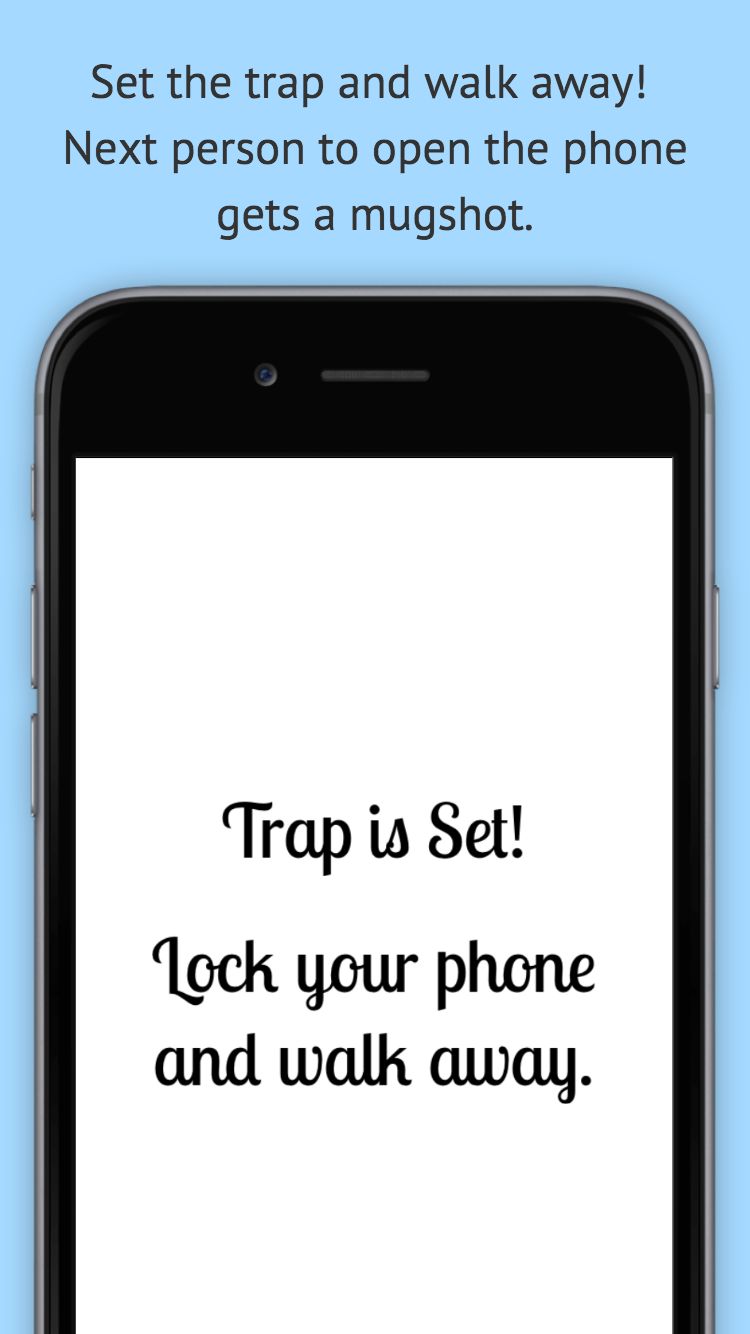 Set the trap and walk away!
Next person to open the phone
gets a mugshot.
Trap is Set!
Lock your phone
and walk away.